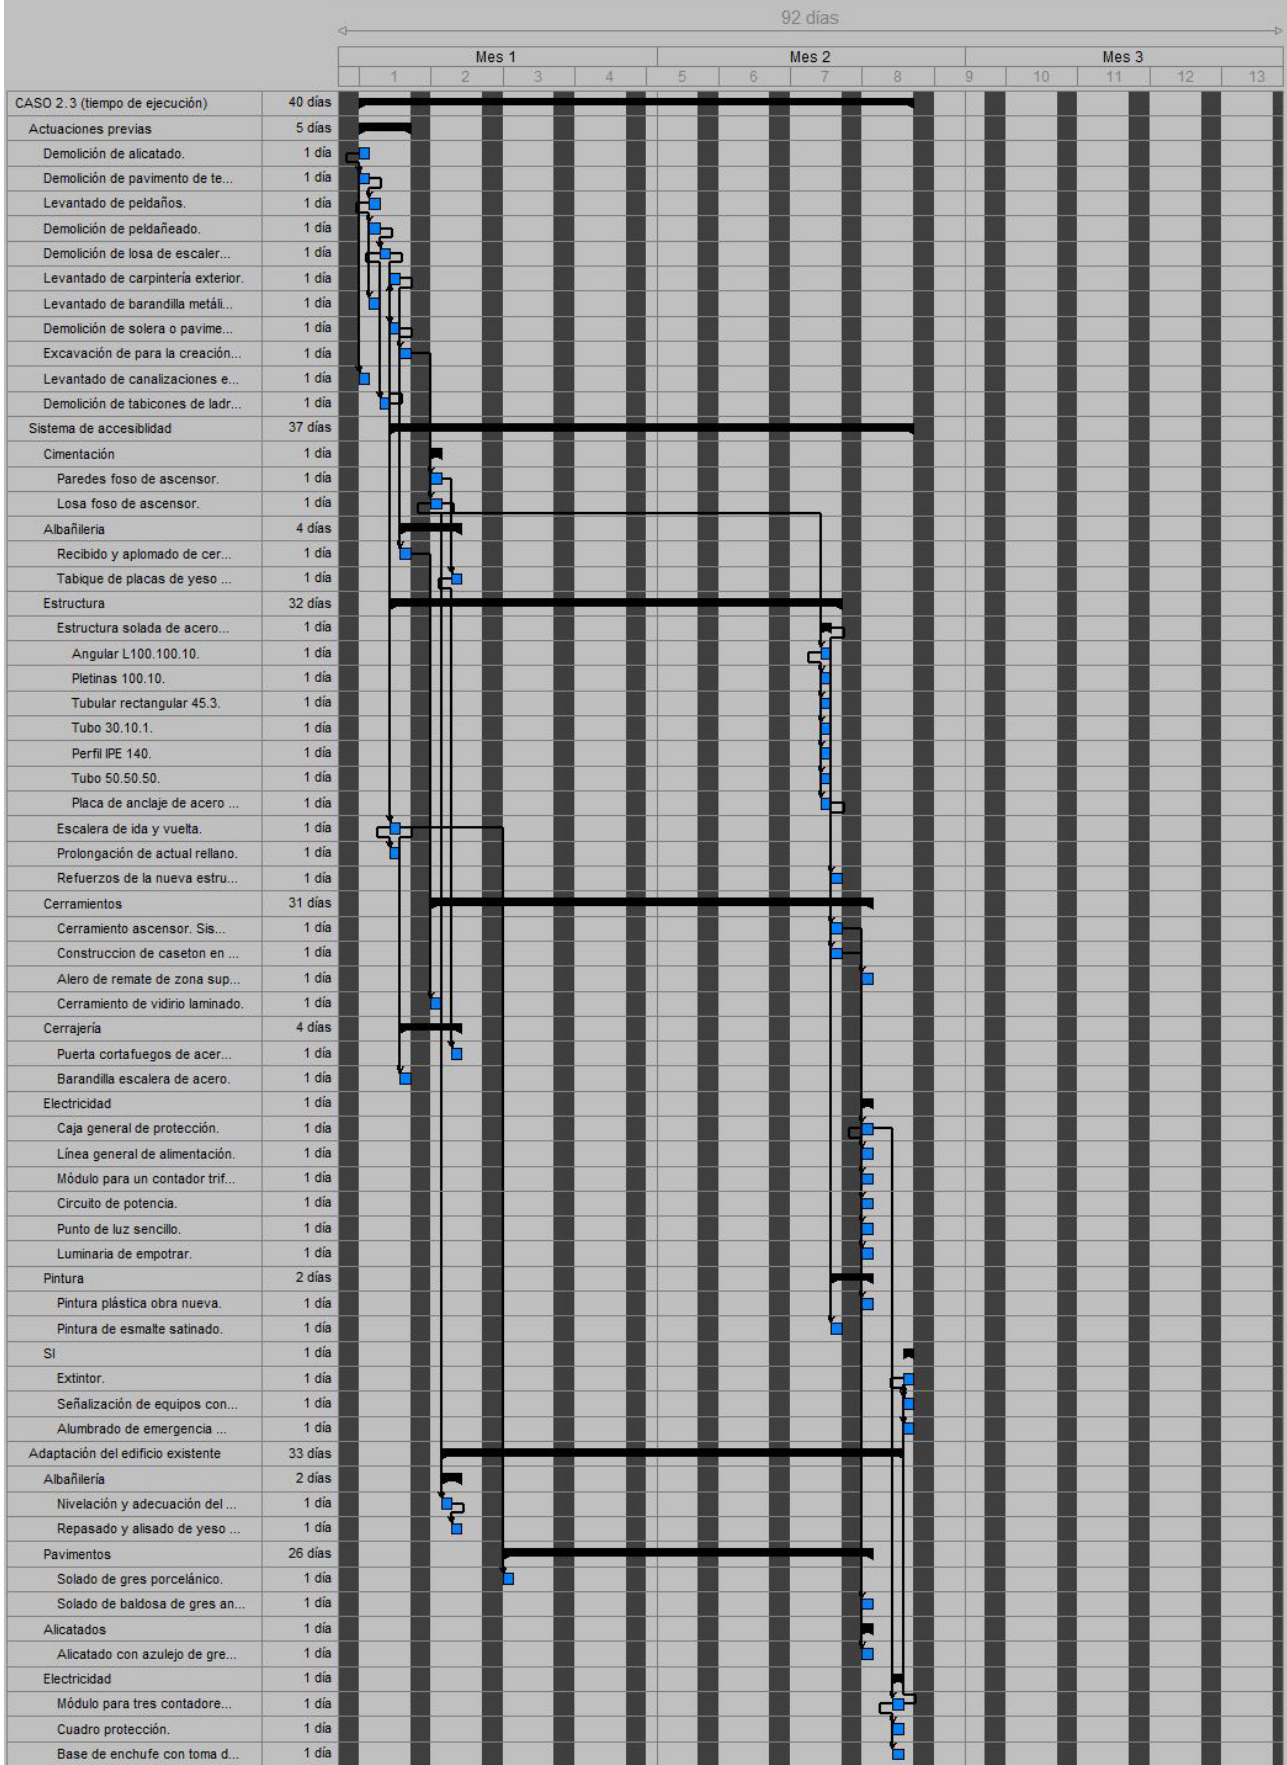 92 días
Mes 1 Mes 2 Mes 3
1 2 3 4 5 6 7 8 9 10 11 12 13
CASO 2.3 (tiempo de ejecución) 40 días
Actuaciones previas 5 días
Demolición de alicatado. 1 día
Demolición de pavimento de te... 1 día
Levantado de peldaños. 1 día
Demolición de peldañeado. 1 día
Demolición de losa de escaler... 1 día
Levantado de carpintería exterior. 1 día
Levantado de barandilla metáli... 1 día
Demolición de solera o pavime... 1 día
Excavación de para la creación... 1 día
Levantado de canalizaciones e... 1 día
Demolición de tabicones de ladr... 1 día
Sistema de accesiblidad 37 días
Cimentación 1 día
Paredes foso de ascensor. 1 día
Losa foso de ascensor. 1 día
Albañileria 4 días
Recibido y aplomado de cer... 1 día
Tabique de placas de yeso ... 1 día
Estructura 32 días
Estructura solada de acero... 1 día
Angular L100.100.10. 1 día
Pletinas 100.10. 1 día
Tubular rectangular 45.3. 1 día
Tubo 30.10.1. 1 día
Perfil IPE 140. 1 día
Tubo 50.50.50. 1 día
Placa de anclaje de acero ... 1 día
Escalera de ida y vuelta. 1 día
Prolongación de actual rellano. 1 día
Refuerzos de la nueva estru... 1 día
Cerramientos 31 días
Cerramiento ascensor. Sis... 1 día
Construccion de caseton en ... 1 día
Alero de remate de zona sup... 1 día
Cerramiento de vidirio laminado. 1 día
Cerrajería 4 días
Puerta cortafuegos de acer... 1 día
Barandilla escalera de acero. 1 día
Electricidad 1 día
Caja general de protección. 1 día
Línea general de alimentación. 1 día
Módulo para un contador trif... 1 día
Circuito de potencia. 1 día
Punto de luz sencillo. 1 día
Luminaria de empotrar. 1 día
Pintura 2 días
Pintura plástica obra nueva. 1 día
Pintura de esmalte satinado. 1 día
SI 1 día
Extintor. 1 día
Señalización de equipos con... 1 día
Alumbrado de emergencia ... 1 día
Adaptación del edificio existente 33 días
Albañilería 2 días
Nivelación y adecuación del ... 1 día
Repasado y alisado de yeso ... 1 día
Pavimentos 26 días
Solado de gres porcelánico. 1 día
Solado de baldosa de gres an... 1 día
Alicatados 1 día
Alicatado con azulejo de gre... 1 día
Electricidad 1 día
Módulo para tres contadore... 1 día
Cuadro protección. 1 día
Base de enchufe con toma d... 1 día